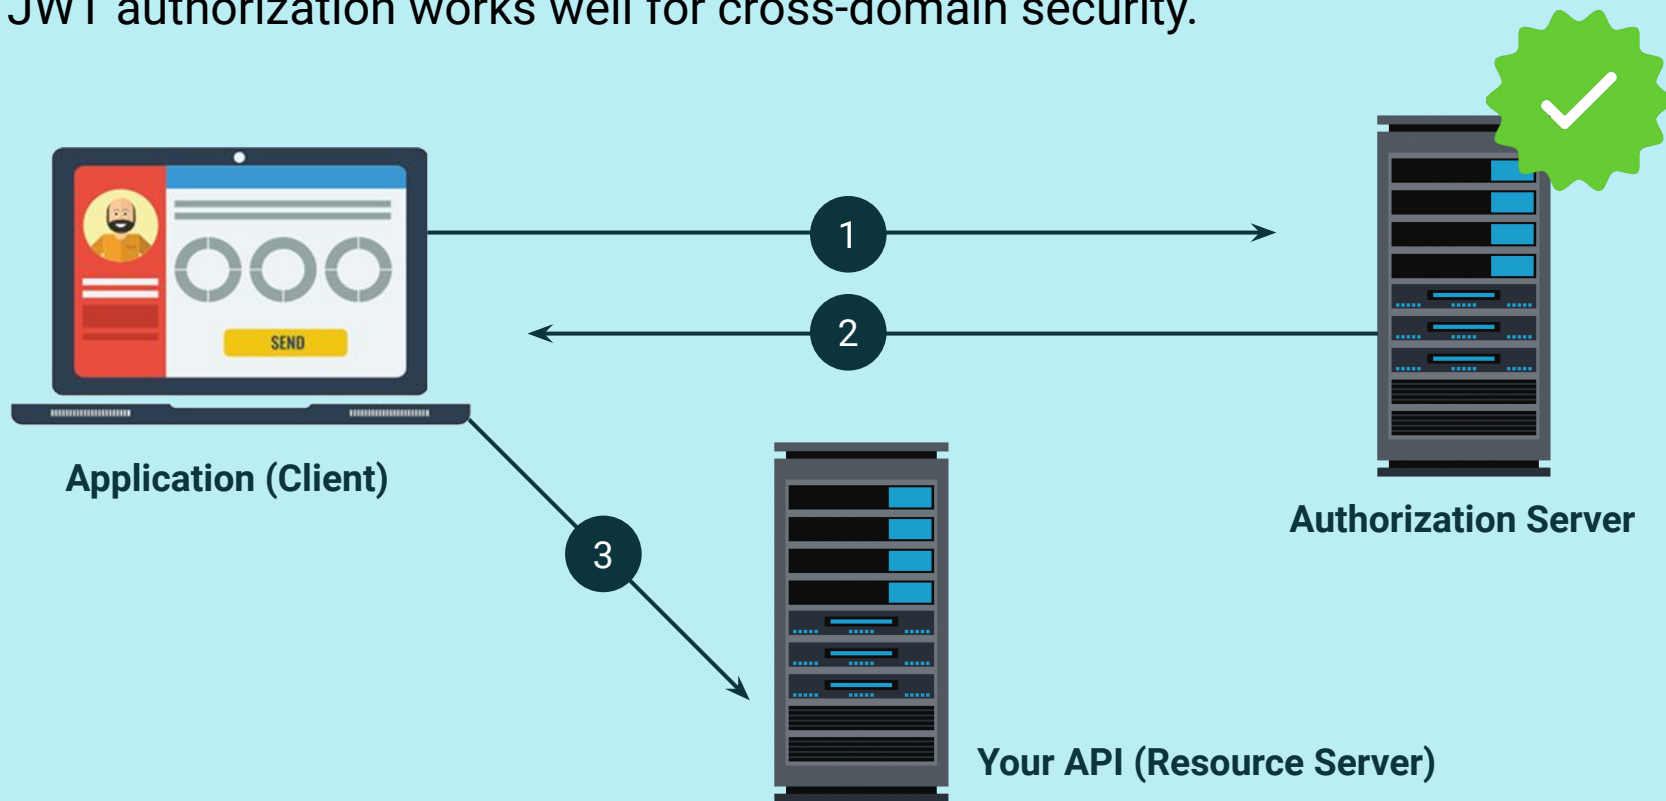 JWT authorization works well for cross-domain security.
1
2
SEND
Application (Client)
Authorization Server
3
Your API (Resource Server)